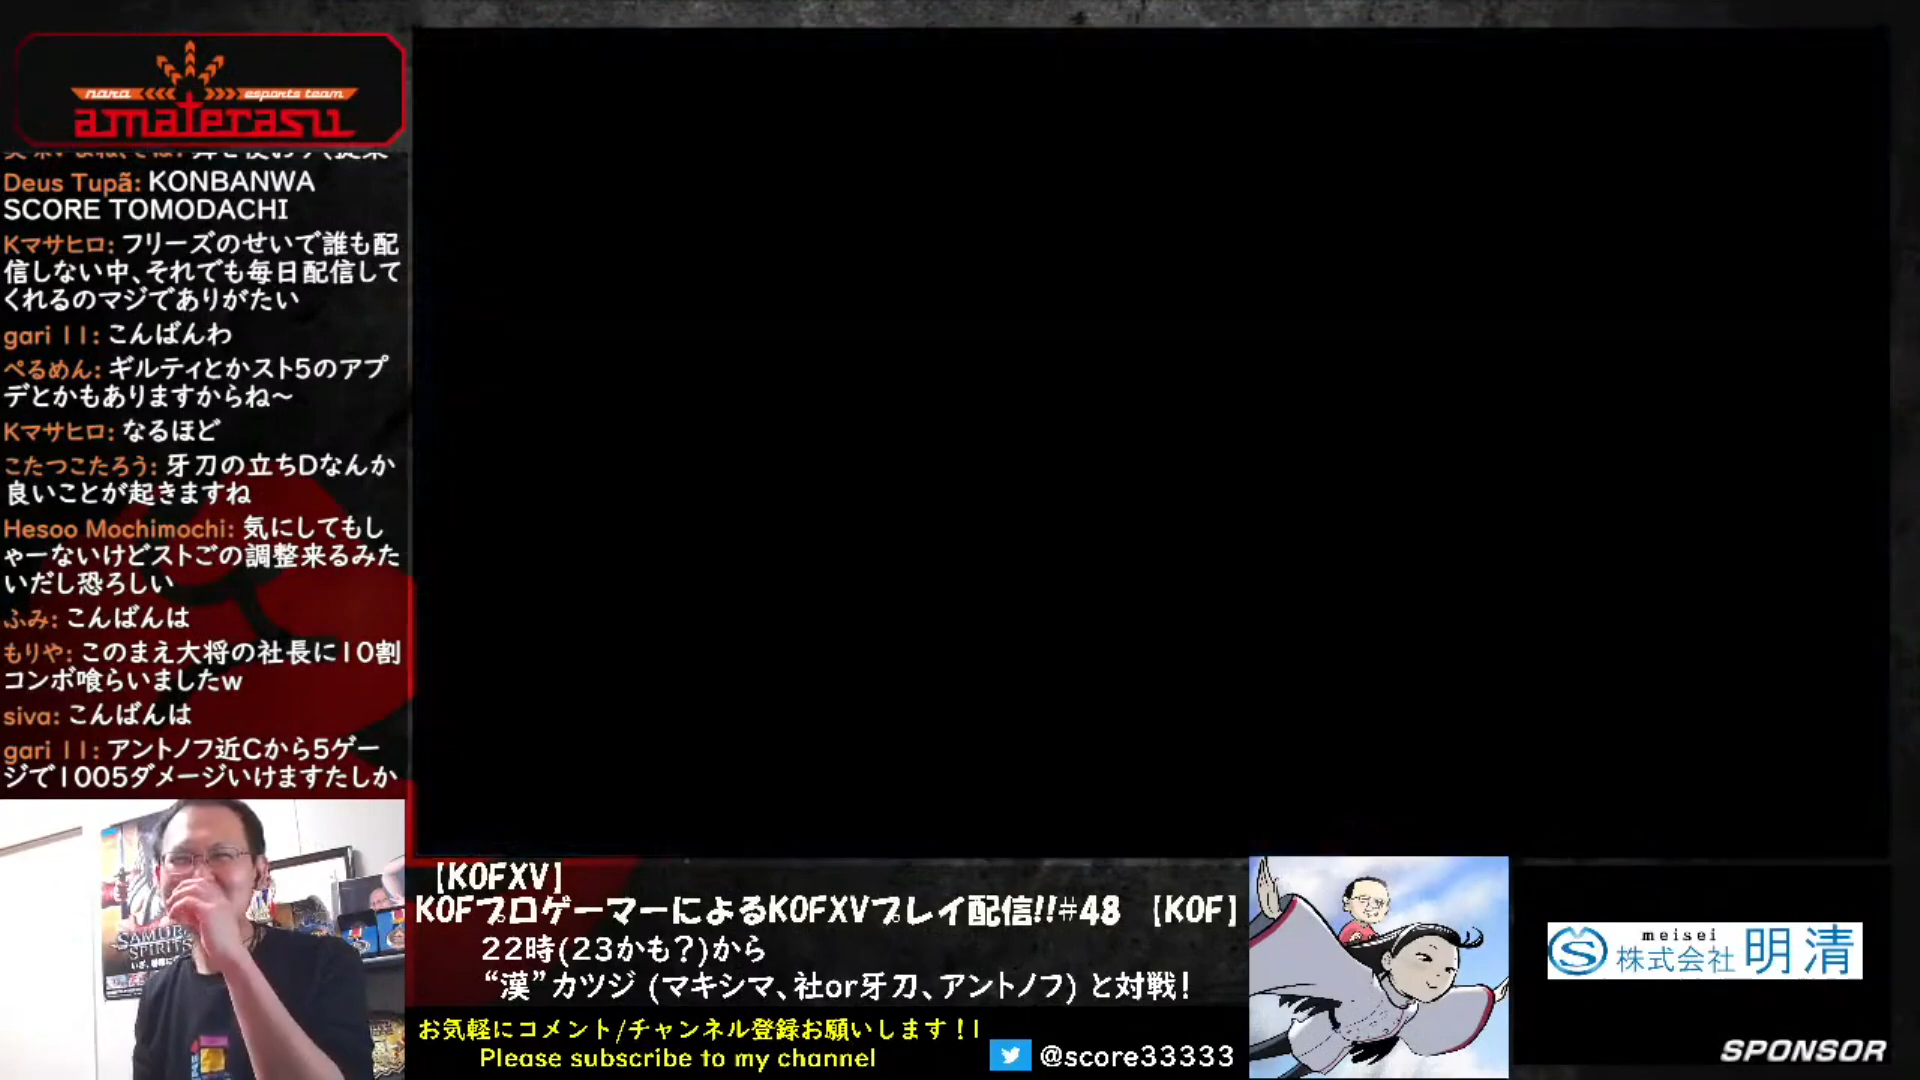 nara esports team
amaterasu
Deus Tupã: KONBANWA
SCORE TOMODACHI
Kマサヒロ: フリーズのせいで誰も配
信しない中、それでも毎日配信して
くれるのマジでありがたい
gari 11: こんばんわ
ぺるめん: ギルティとかスト5のアプ
デとかもありますからね～
Kマサヒロ: なるほど
こたつこたろう: 牙刀の立ちDなんか
良いことが起きますね
Hesoo Mochimochi: 気にしてもし
ゃーないけどストごの調整来るみた
いだし恐ろしい
ふみ: こんばんは
もりや: このまえ大将の社長に10割
コンボ喰らいましたw
siva: こんばんは
gari 11: アントノフ近Cから5ゲー
ジで1005ダメージいけますたしか
SAMURAI
SPIRITS
【KOFXV】
KOFプロゲーマーによるKOFXVプレイ配信!!#48 【KOF】
22時(23かも?)から
“漢”カツジ (マキシマ、社or牙刀、アントノフ) と対戦!
お気軽にコメント/チャンネル登録お願いします！!
Please subscribe to my channel
@score33333
meisei
株式会社 明清
SPONSOR